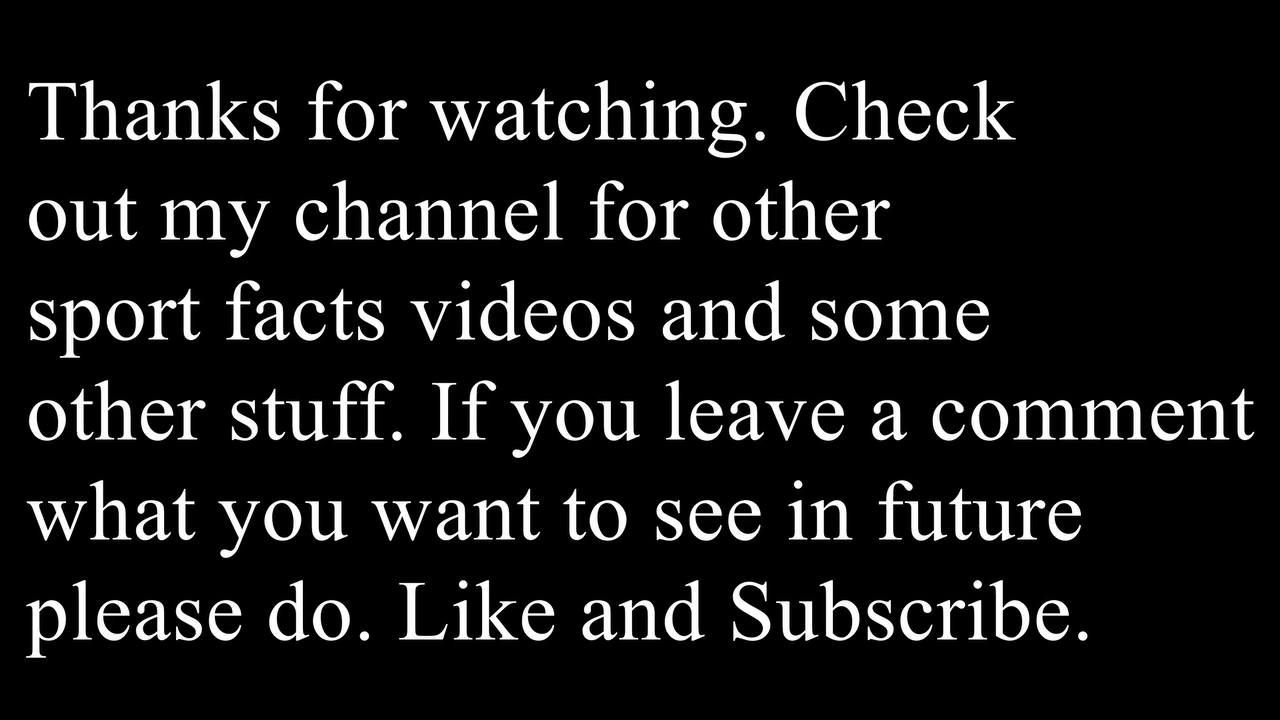 Thanks for watching. Check
out my channel for other
sport facts videos and some
other stuff. If you leave a comment
what you want to see in future
please do. Like and Subscribe.